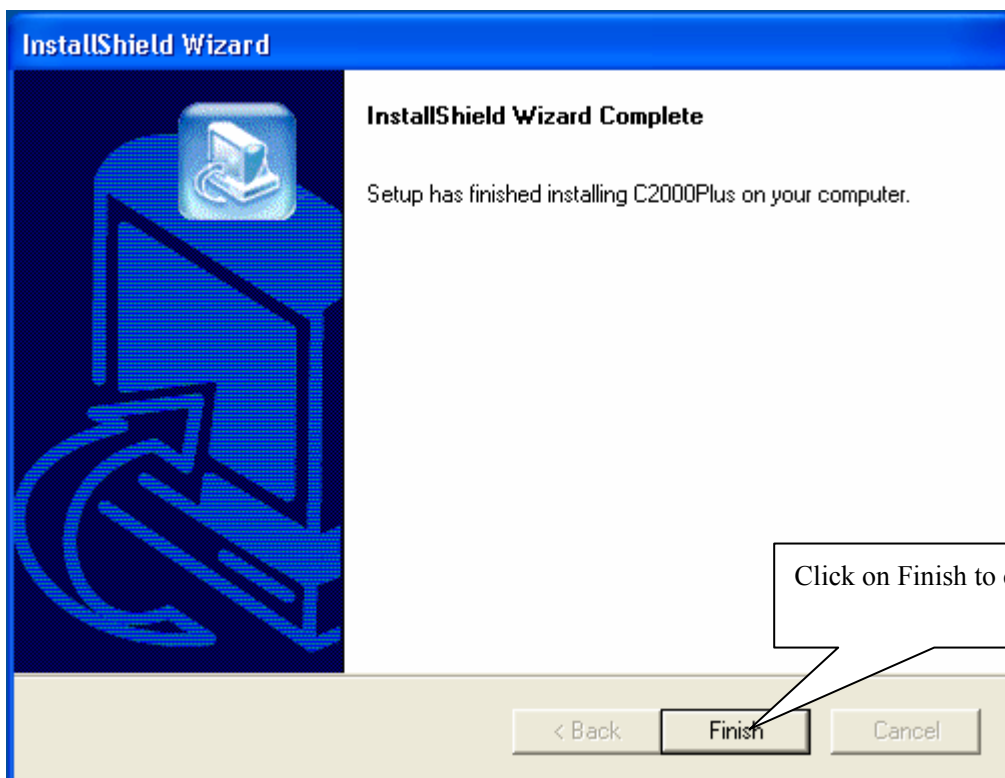 InstallShield Wizard
InstallShield Wizard Complete
Setup has finished installing C2000Plus on your computer.
Click on Finish to
< Back
Finish
Cancel